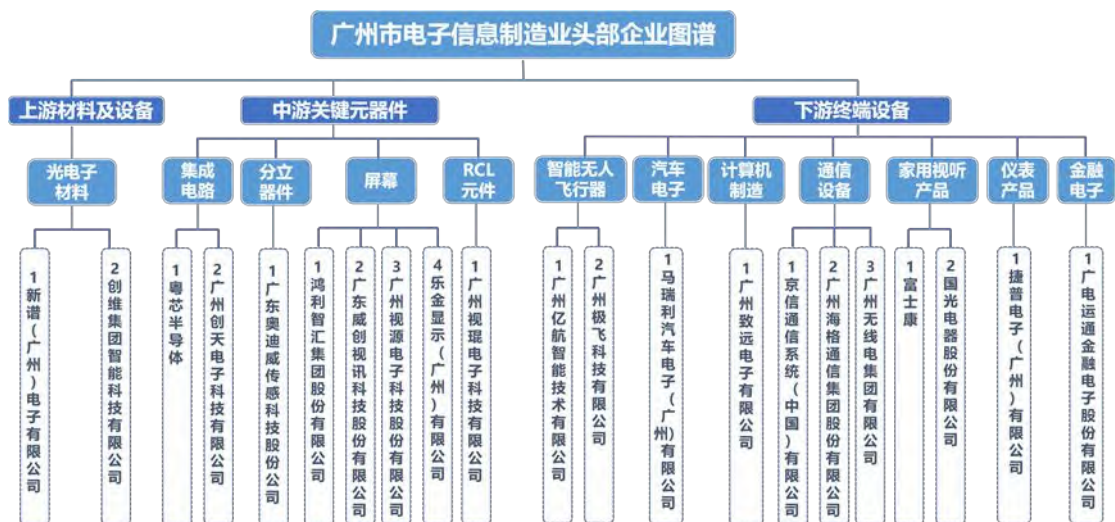 广州市电子信息制造业头部企业图谱
上游材料及设备
中游关键元器件
下游终端设备
光电子
材料
集成
电路
分立
器件
屏幕
RCL
元件
智能无人
飞行器
汽车
电子
计算机
制造
通信
设备
家用视听
产品
仪表
产品
金融
电子
1新谱(广州)电子有限公司
2创维集团智能科技有限公司
1粤芯半导体
2广州创天电子科技有限公司
1广东奥迪威传感科技股份公司
1鸿利智汇集团股份有限公司
2广东威创视讯科技股份有限公司
3广州视源电子科技股份有限公司
4乐金显示(广州)有限公司
1广州视琨电子科技有限公司
1广州亿航智能技术有限公司
2广州极飞科技有限公司
1马瑞利汽车电子(广州)有限公司
1广州致远电子有限公司
1京信通信系统(中国)有限公司
2广州海格通信集团股份有限公司
3广州无线电集团有限公司
1富士康
2国光电器股份有限公司
1捷普电子(广州)有限公司
1广电运通金融电子股份有限公司